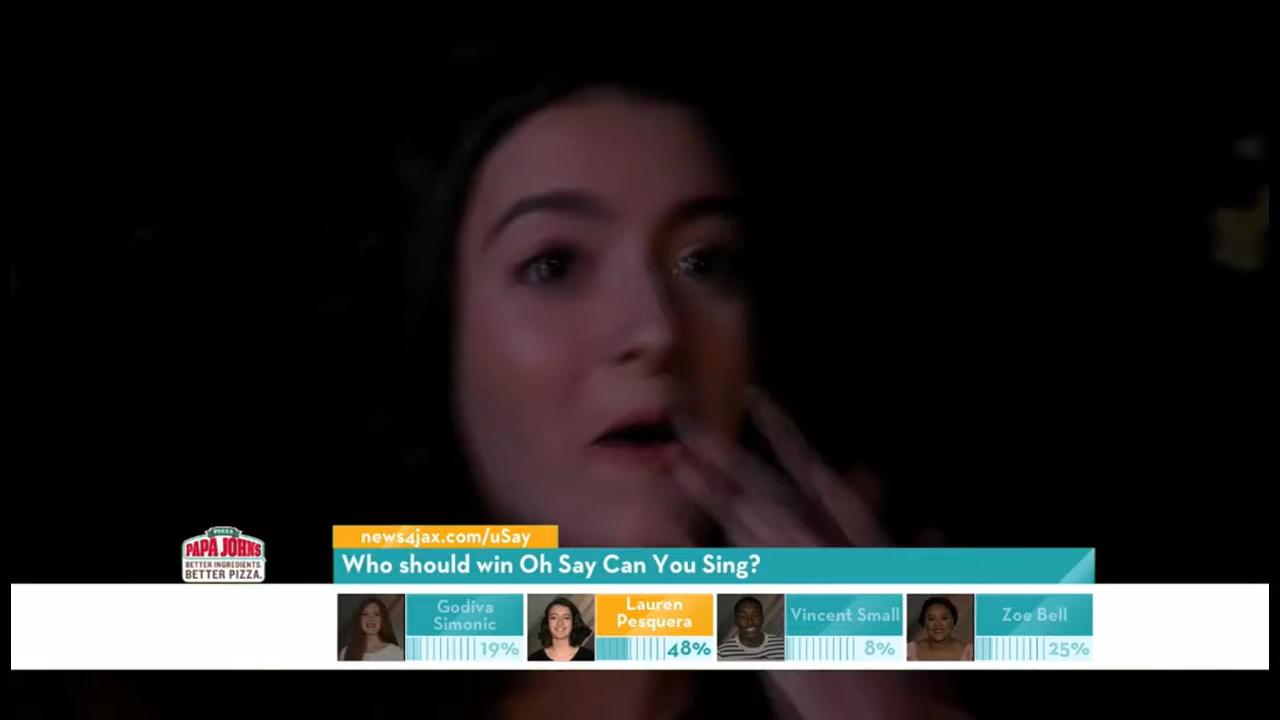 news4jax.com/uSay
Who should win Oh Say Can You Sing?
PIZZA
PAPA JOHNS
BETTER INGREDIENTS.
BETTER PIZZA.
Godiva
Simonic
19%
Lauren
Pesquera
48%
Vincent Small
8%
Zoe Bell
25%